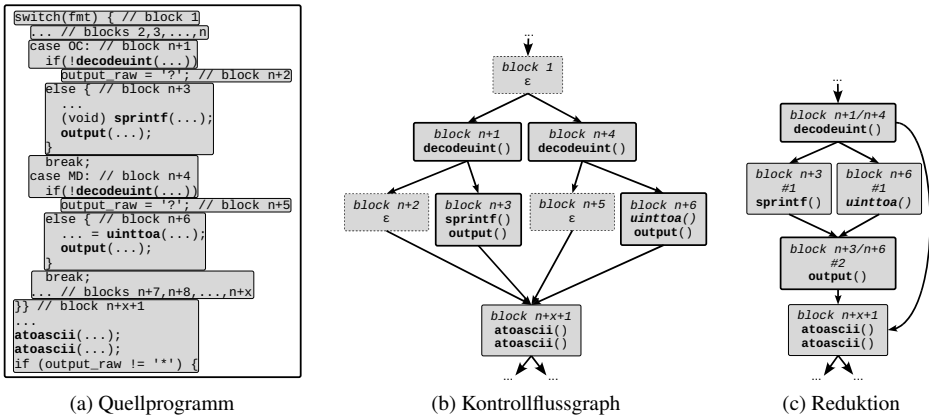 switch(fmt) { // block 1
... // blocks 2,3,...,n
case OC: // block n+1
if(!decodeuint(...))
output_raw = '?'; // block n+2
else { // block n+3
...
(void) sprintf(...);
output(...);
}
break;
case MD: // block n+4
if(!decodeuint(...))
output_raw = '?'; // block n+5
else { // block n+6
... = uinttoa(...);
output(...);
}
break;
... // blocks n+7,n+8,...,n+x
}} // block n+x+1
...
atoascii(...);
atoascii(...);
if (output_raw != '*') {
(a) Quellprogramm
...
block 1
ε
block n+1
decodeuint()
block n+4
decodeuint()
block n+2
ε
block n+3
sprintf()
output()
block n+5
ε
block n+6
uinttoa()
output()
block n+x+1
atoascii()
atoascii()
... ...
(b) Kontrollflussgraph
...
block n+1/n+4
decodeuint()
block n+3
#1
sprintf()
block n+6
#1
uinttoa()
block n+3/n+6
#2
output()
block n+x+1
atoascii()
atoascii()
... ...
(c) Reduktion